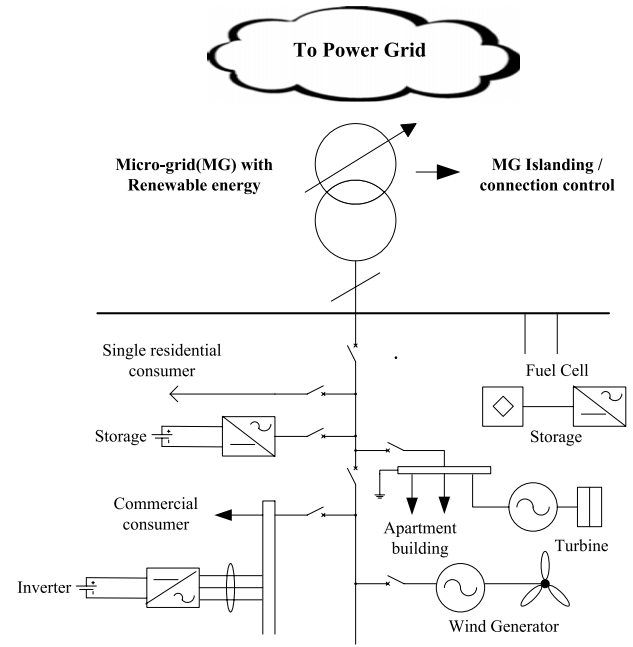 To Power Grid
Micro-grid(MG) with
Renewable energy
MG Islanding /
connection control
Single residential
consumer
Fuel Cell
Storage
Storage
Commercial
consumer
Apartment
building
Turbine
Inverter
Wind Generator